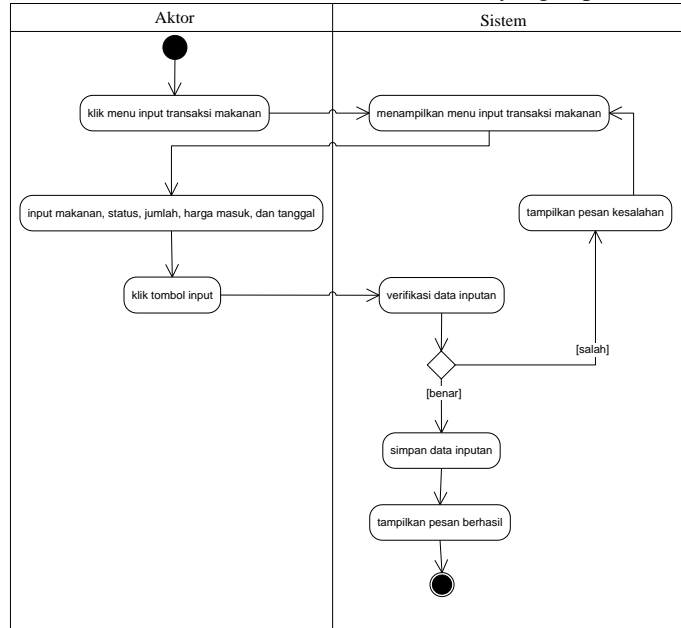 Aktor
Sistem
klik menu input transaksi makanan
menampilkan menu input transaksi makanan
input makanan, status, jumlah, harga masuk, dan tanggal
tampilkan pesan kesalahan
klik tombol input
verifikasi data inputan
[salah]
[benar]
simpan data inputan
tampilkan pesan berhasil